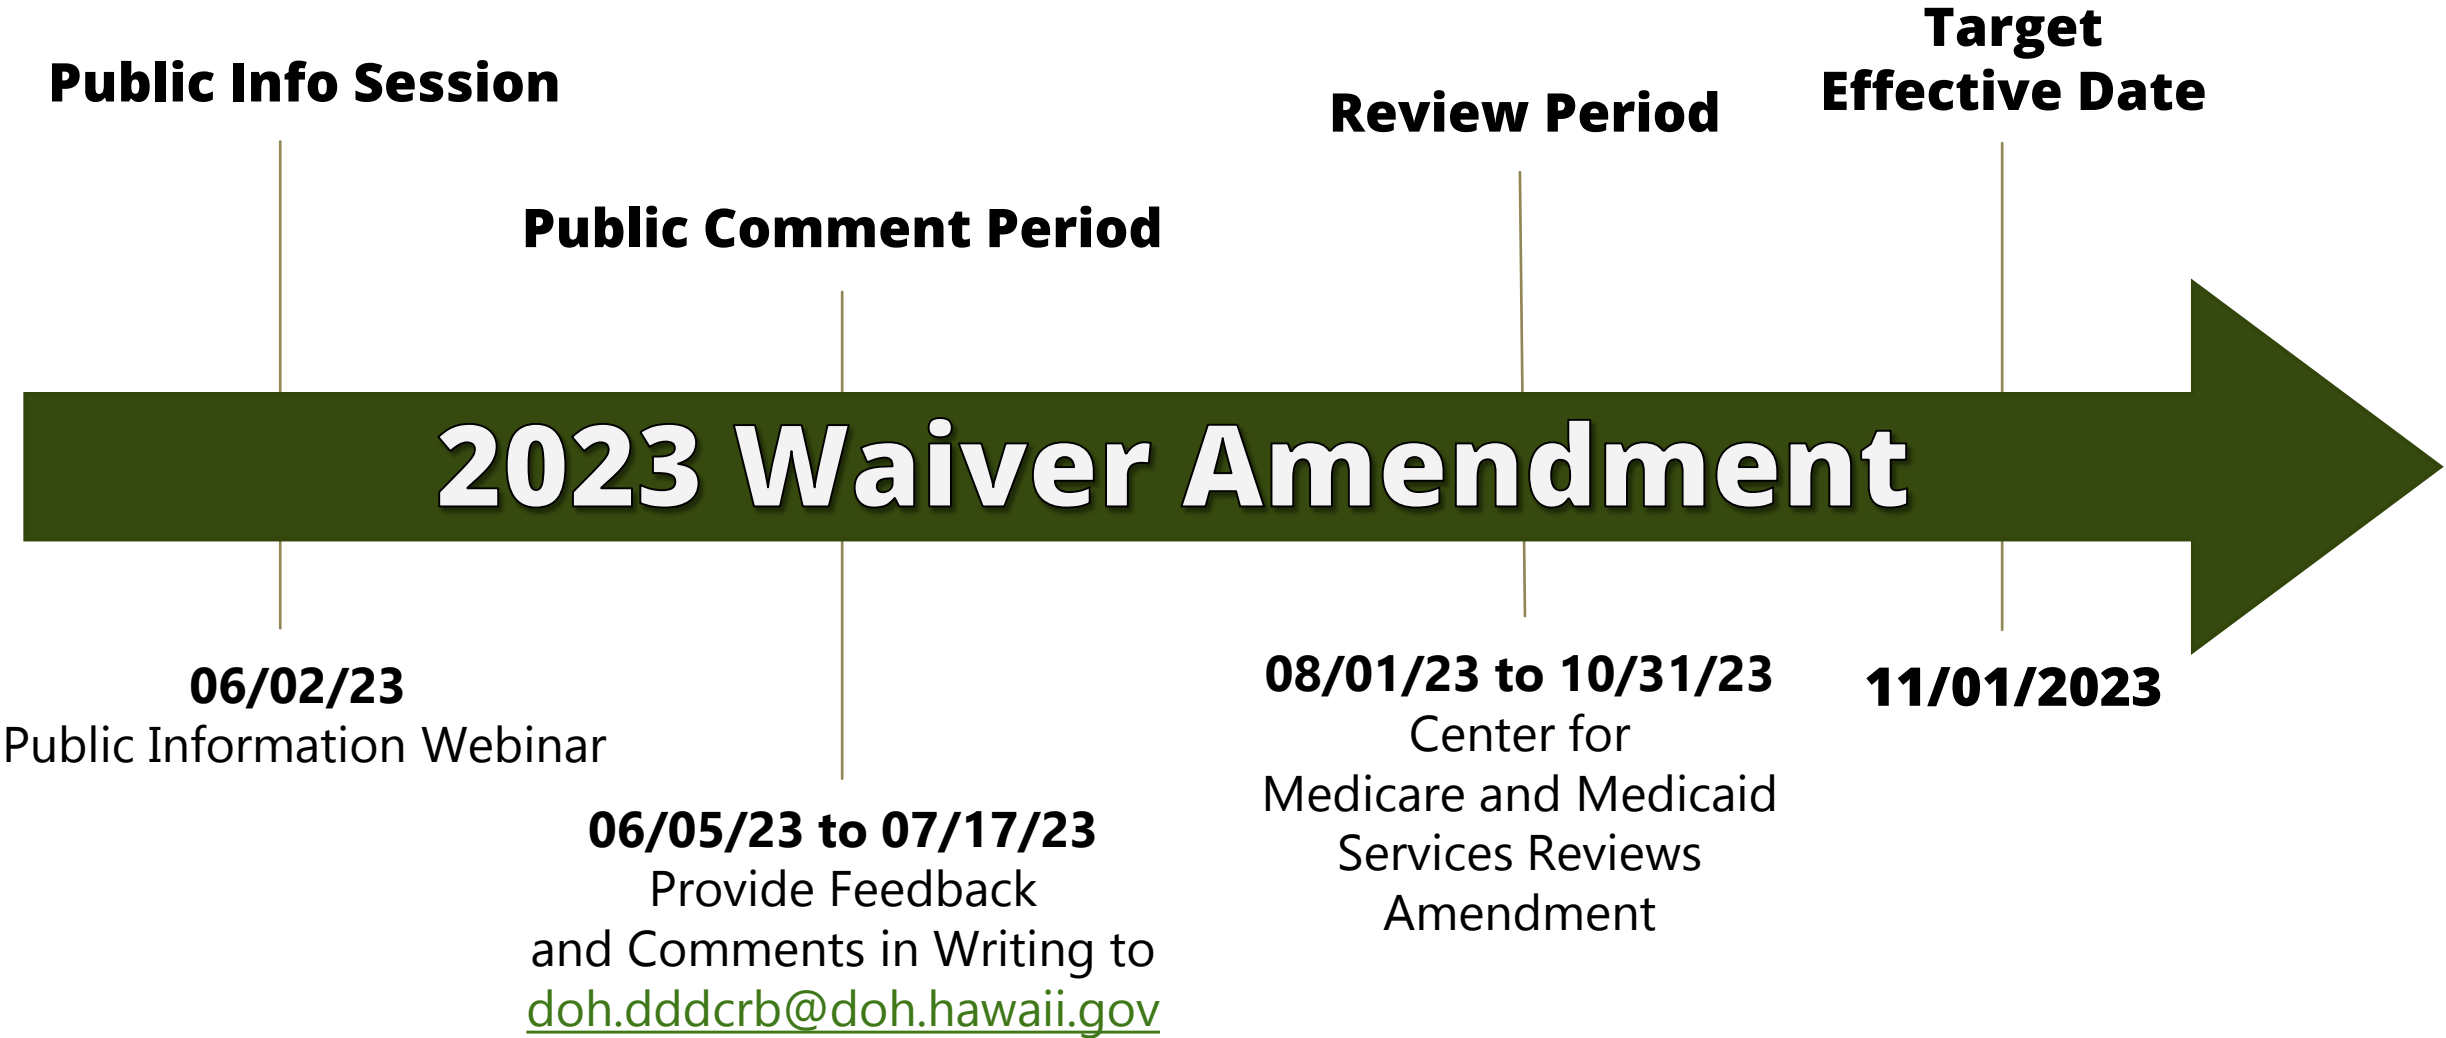 Public Info Session
Public Comment Period
Review Period
Target
Effective Date
2023 Waiver Amendment
06/02/23
Public Information Webinar
06/05/23 to 07/17/23
Provide Feedback
and Comments in Writing to
doh.dddcrb@doh.hawaii.gov
08/01/23 to 10/31/23
Center for
Medicare and Medicaid
Services Reviews
Amendment
11/01/2023